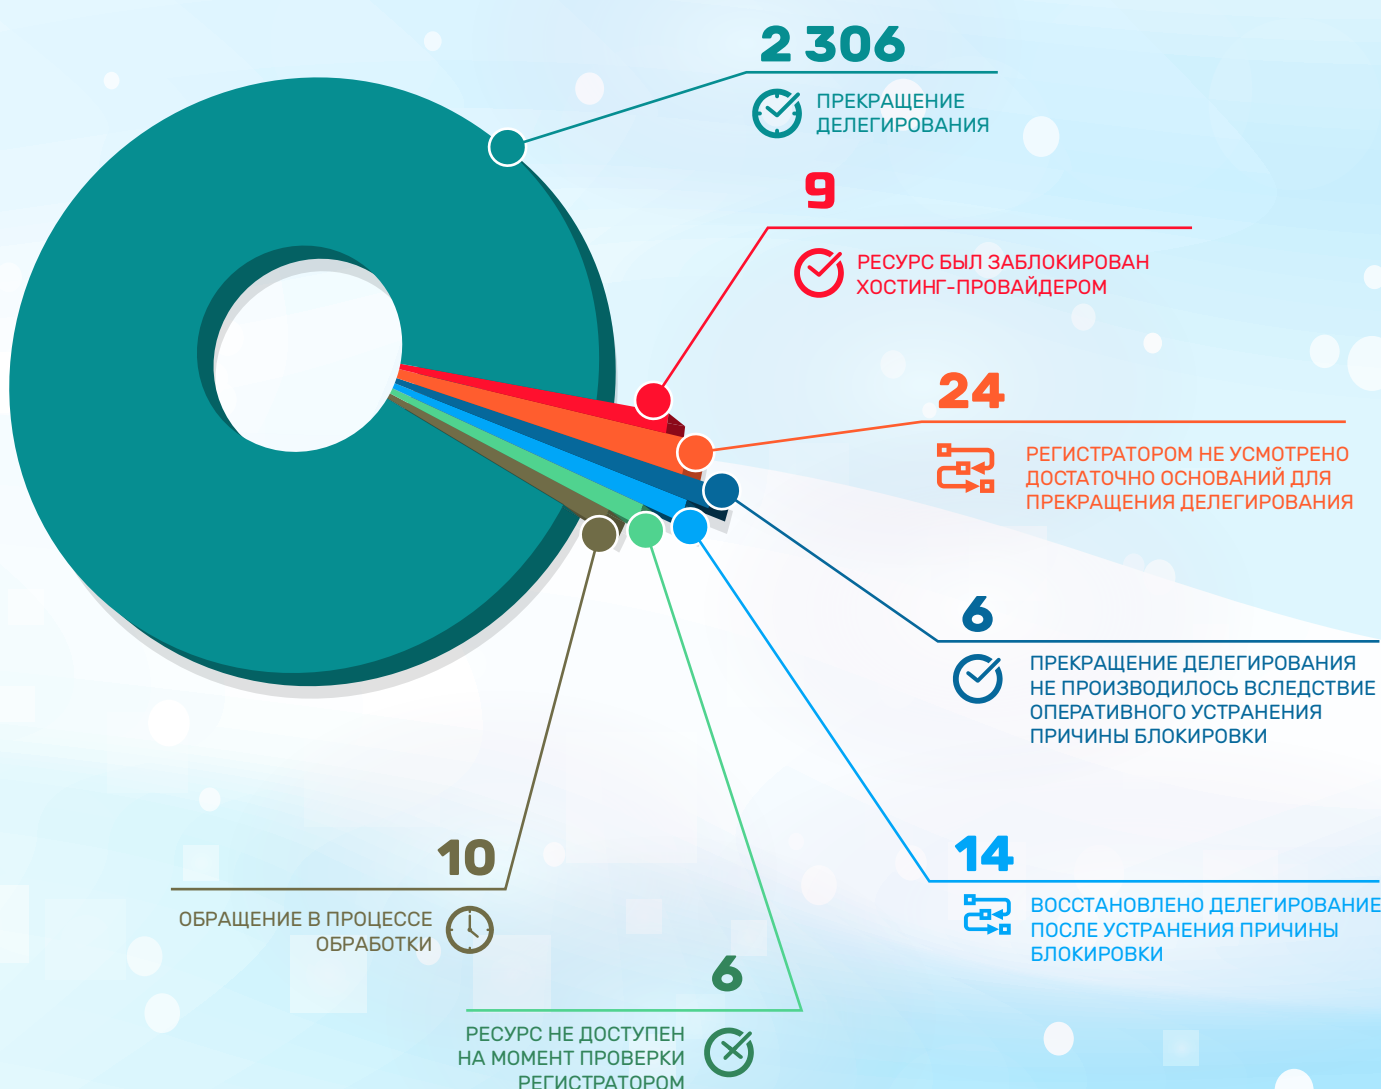 2 306
ПРЕКРАЩЕНИЕ
ДЕЛЕГИРОВАНИЯ
9
РЕСУРС БЫЛ ЗАБЛОКИРОВАН
ХОСТИНГ-ПРОВАЙДЕРОМ
24
РЕГИСТРАТОРОМ НЕ УСМОТРЕНО
ДОСТАТОЧНО ОСНОВАНИЙ ДЛЯ
ПРЕКРАЩЕНИЯ ДЕЛЕГИРОВАНИЯ
6
ПРЕКРАЩЕНИЕ ДЕЛЕГИРОВАНИЯ
НЕ ПРОИЗВОДИЛОСЬ ВСЛЕДСТВИЕ
ОПЕРАТИВНОГО УСТРАНЕНИЯ
ПРИЧИНЫ БЛОКИРОВКИ
14
ВОССТАНОВЛЕНО ДЕЛЕГИРОВАНИЕ
ПОСЛЕ УСТРАНЕНИЯ ПРИЧИНЫ
БЛОКИРОВКИ
10
ОБРАЩЕНИЕ В ПРОЦЕССЕ
ОБРАБОТКИ
6
РЕСУРС НЕ ДОСТУПЕН
НА МОМЕНТ ПРОВЕРКИ
РЕГИСТРАТОРОМ